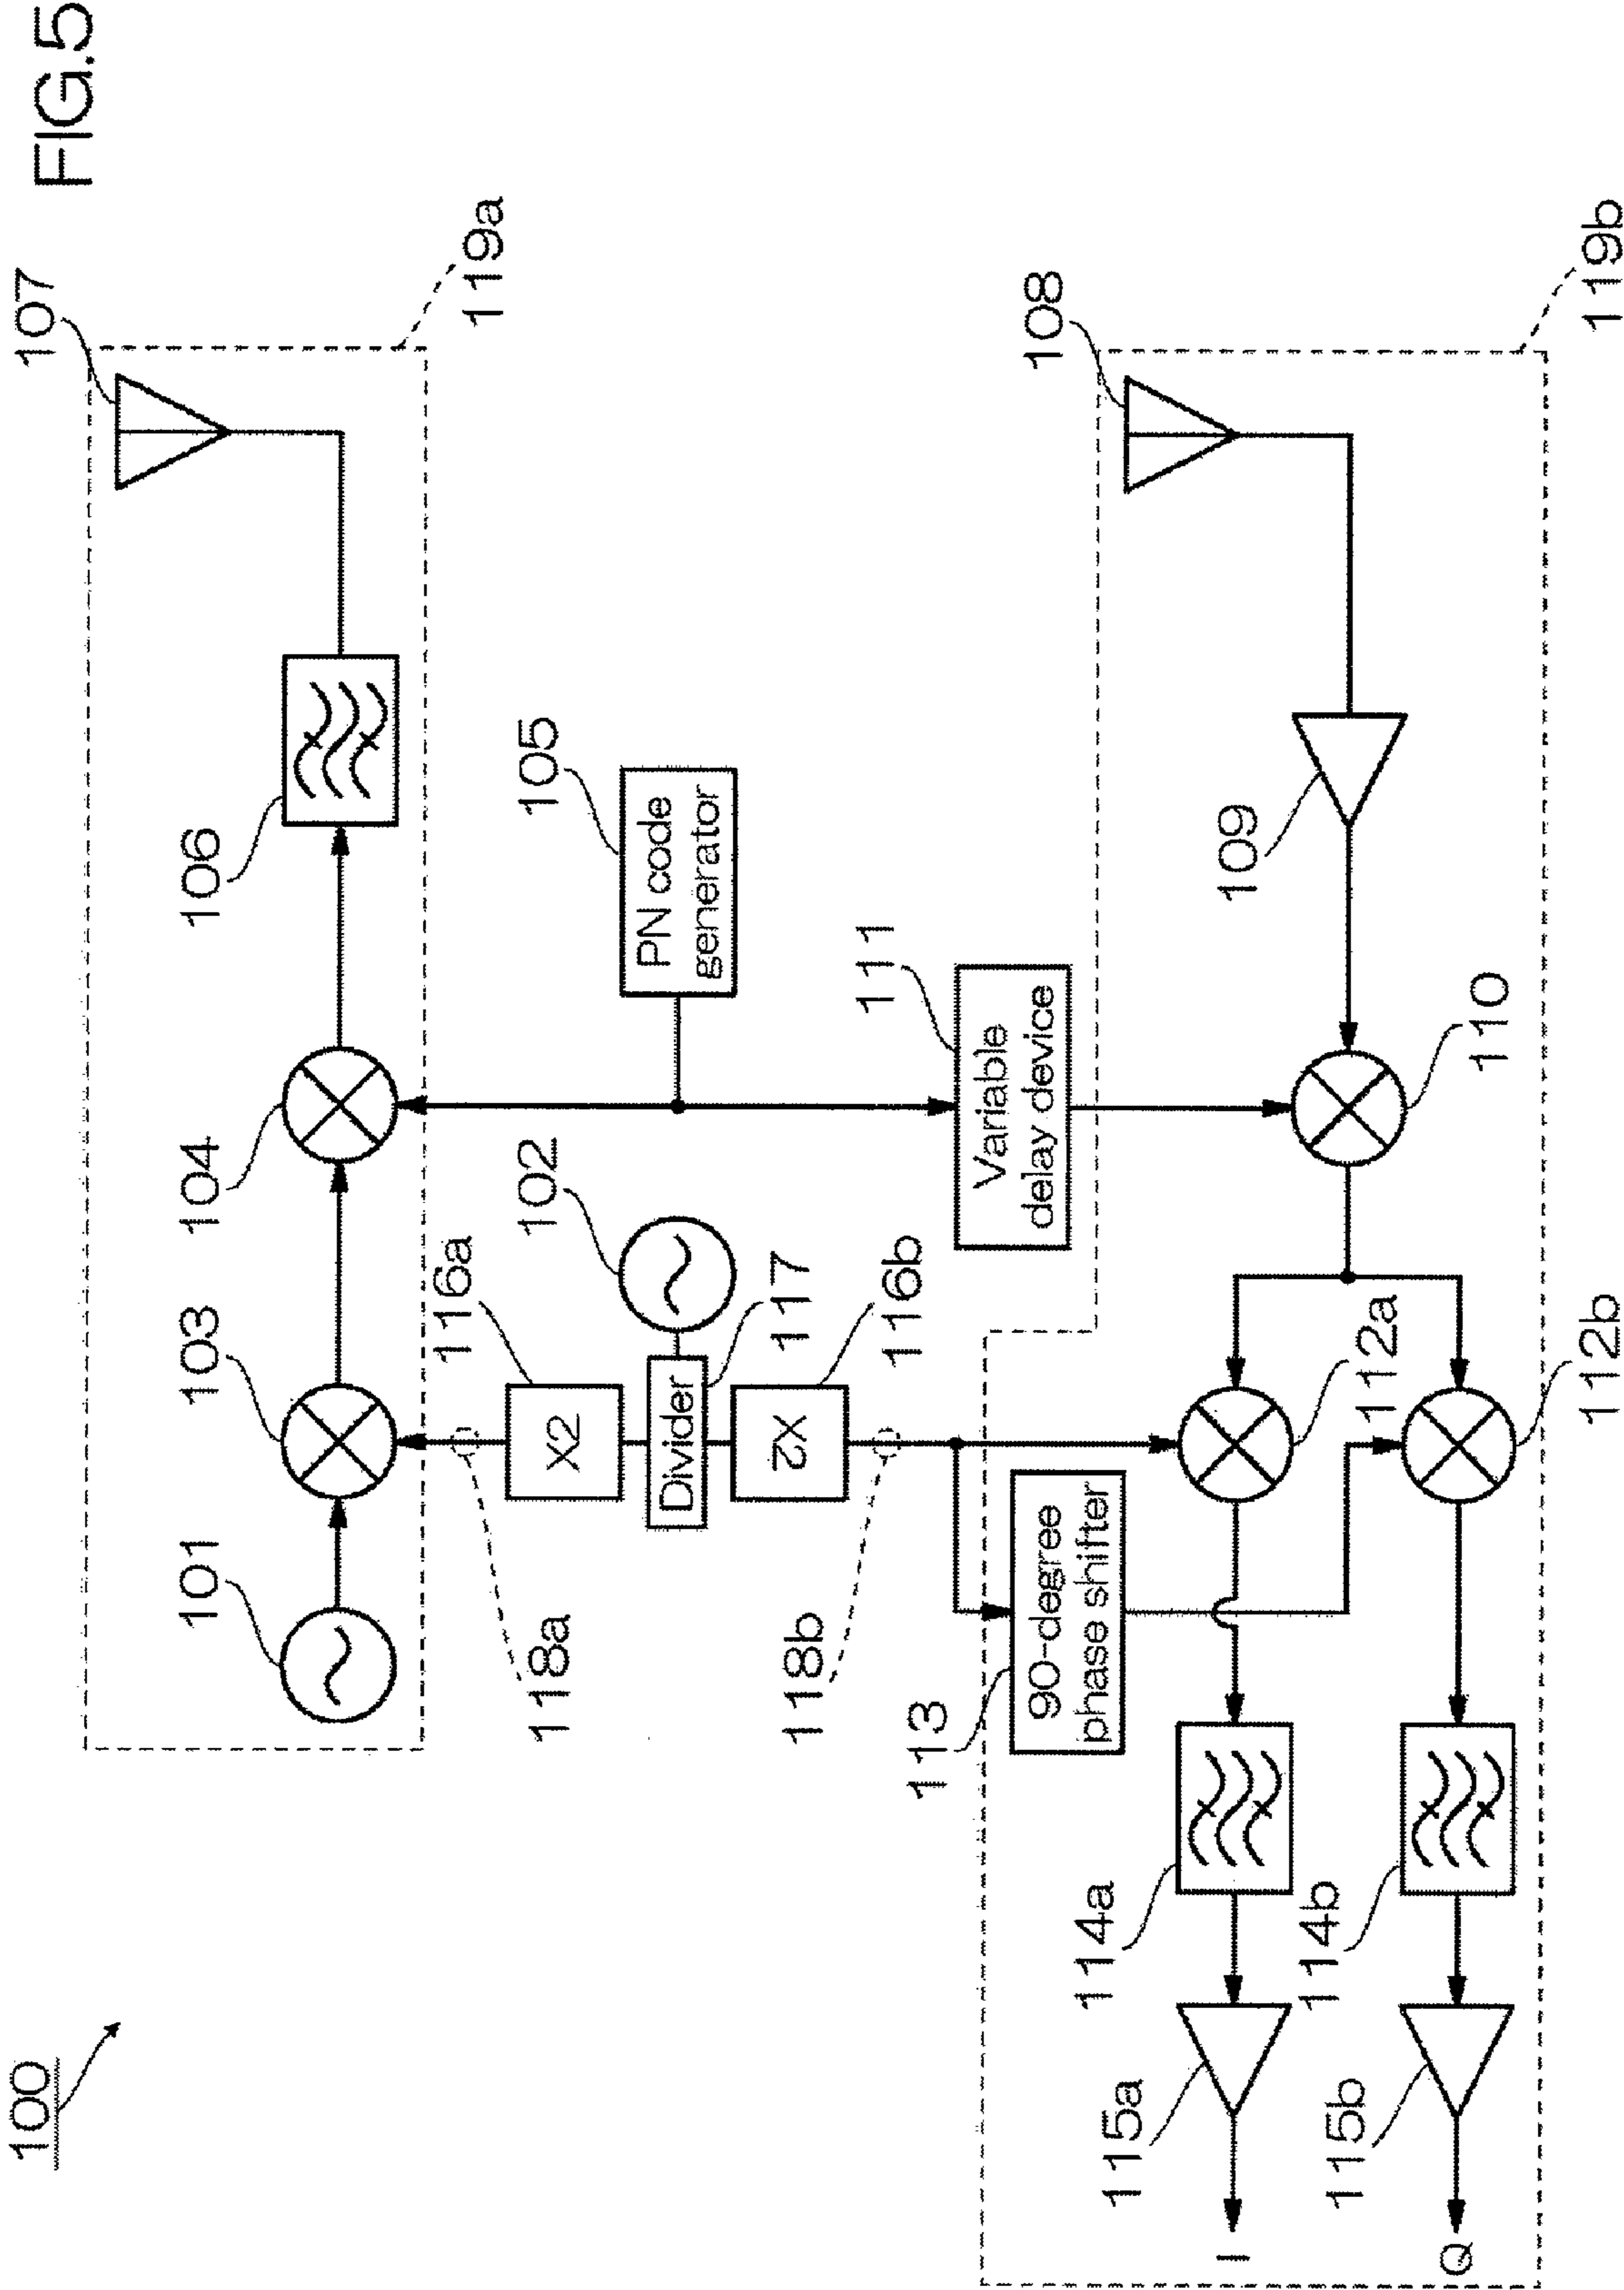 FIG.5
100
107
119a
106
104
103
101
105
PN code
generator
102
116a
X2
117
Divider
116b
X2
118a
118b
111
Variable
delay device
108
119b
109
110
112a
112b
113
90-degree
phase shifter
114a
114b
115a
115b
I
Q